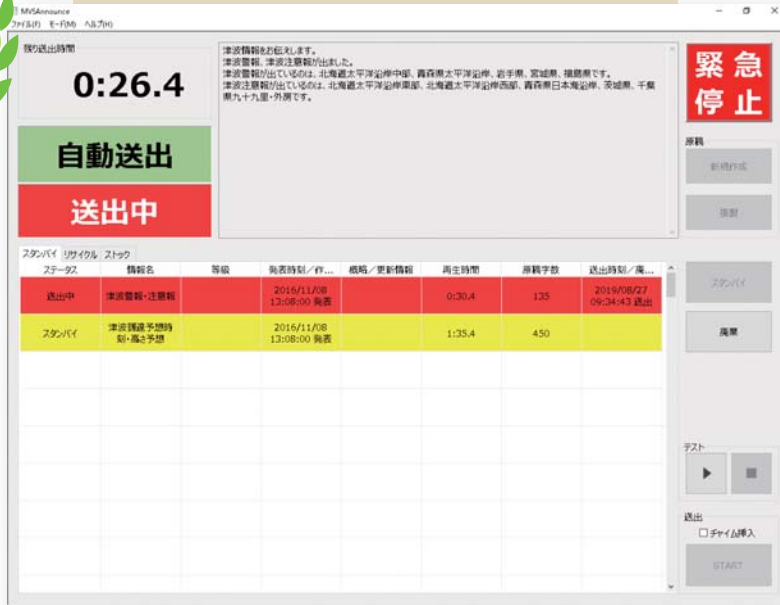 MVSAnnounce
ファイル(F) モード(M) ヘルプ(H)
残り送出時間
0:26.4
自動送出
送出中
津波情報をお伝えします。
津波警報、津波注意報が出ました。
津波警報が出ているのは、北海道太平洋沿岸中部、青森県太平洋沿岸、岩手県、宮城県、福島県です。
津波注意報が出ているのは、北海道太平洋沿岸東部、北海道太平洋沿岸西部、青森県日本海沿岸、茨城県、千葉
県九十九里・外房です。
緊急
停止
原稿
新規作成
複製
スタンバイ リサイクル ストック
ステータス 情報名 等級 発表時刻/作... 概略/更新情報 再生時間 原稿字数 送出時刻/廃...
送出中 津波警報・注意報 2016/11/08 13:08:00 発表 0:30.4 135 2019/08/27 09:34:43 送出
スタンバイ 津波到達予想時刻・高さ予想 2016/11/08 13:08:00 発表 1:35.4 450
スタンバイ
廃棄
テスト
送出
チャイム挿入
START